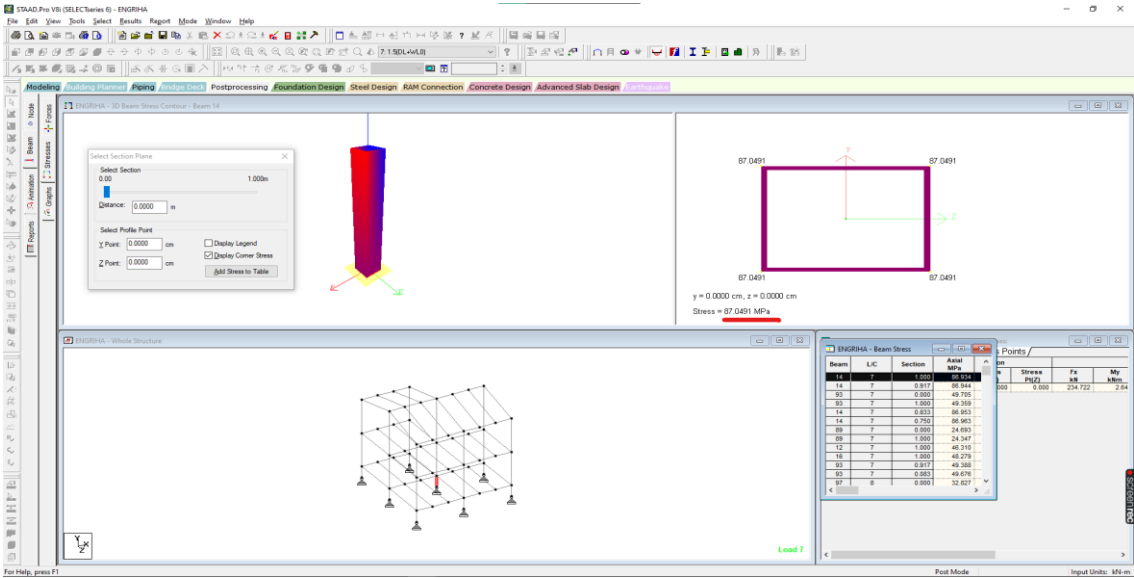 STAAD.Pro V8i (SELECTseries 6) - ENGRIHA
File Edit View Tools Select Results Report Mode Window Help
7: 1.5(DL+WL0)
Modeling Building Planner Piping Bridge Deck Postprocessing Foundation Design Steel Design RAM Connection Concrete Design Advanced Slab Design Earthquake
Node
Beam
Animation
Reports
Forces
Stresses
Graphs
ENGRIHA - 3D Beam Stress Contour - Beam 14
Select Section Plane
Select Section
0.00 1.000m
Distance: 0.0000 m
Select Profile Point
Y Point: 0.0000 cm
Display Legend
Display Corner Stress
Z Point: 0.0000 cm
Add Stress to Table
87.0491 87.0491
Y
Z
87.0491 87.0491
y = 0.0000 cm, z = 0.0000 cm
Stress = 87.0491 MPa
ENGRIHA - Whole Structure
Y
X
Z
Load 7
ENGRIHA - Beam Stress
Beam L/C Section Axial MPa
14 7 1.000 86.934
14 7 0.917 86.944
93 7 0.000 49.705
93 7 1.000 49.359
14 7 0.833 86.953
14 7 0.750 86.963
89 7 0.000 24.693
89 7 1.000 24.347
12 7 1.000 46.310
16 7 1.000 48.279
93 7 0.917 49.388
93 7 0.083 49.676
97 8 0.000 32.827
s Points
Stress Pt(Z) Fx kN My kNm
0.000 234.722 2.64
screenrec
For Help, press F1
Post Mode
Input Units: kN-m